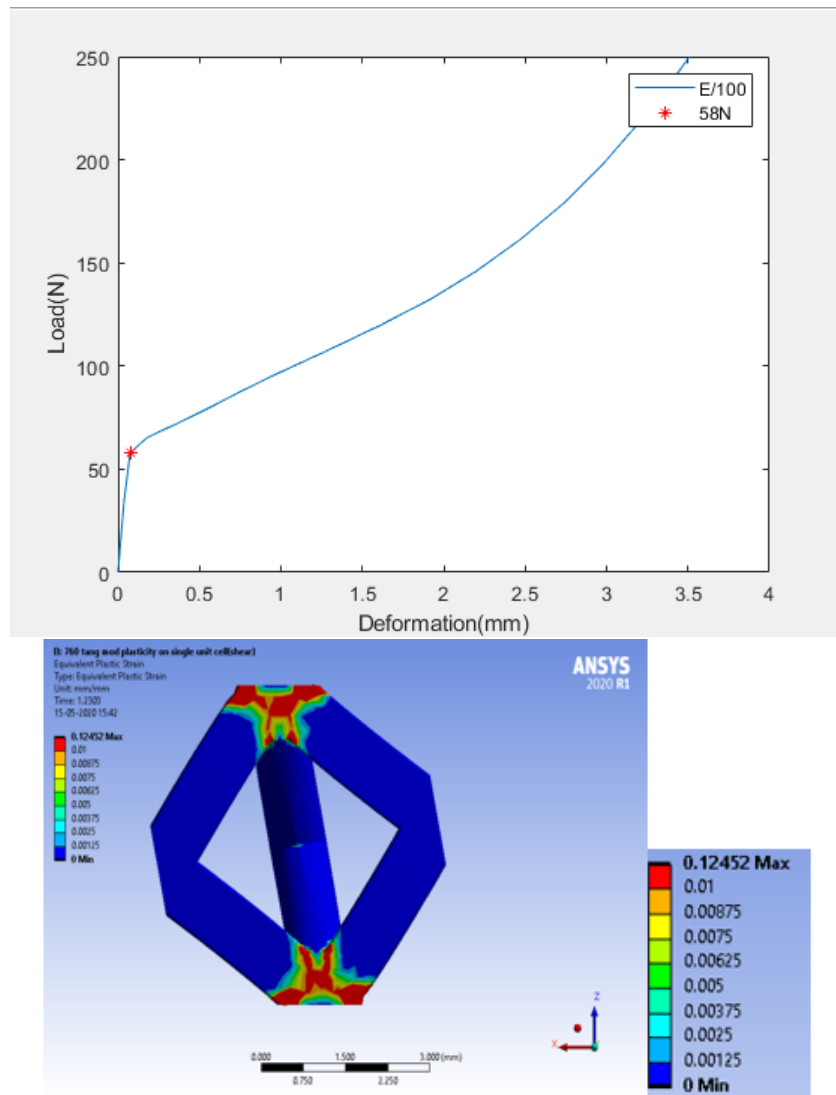 250
200
150
100
50
0
Load(N)
E/100
58N
0 0.5 1 1.5 2 2.5 3 3.5 4
Deformation(mm)
B: 760 tang mod plasticity on single unit cell(shear)
Equivalent Plastic Strain
Type: Equivalent Plastic Strain
Unit: mm/mm
Time: 1.2303
15-05-2020 15:42
ANSYS
2020 R1
0.12452 Max
0.01
0.00875
0.0075
0.00625
0.005
0.00375
0.0025
0.00125
0 Min
Z
X
0.000 1.500 3.000 (mm)
0.750 2.250
0.12452 Max
0.01
0.00875
0.0075
0.00625
0.005
0.00375
0.0025
0.00125
0 Min